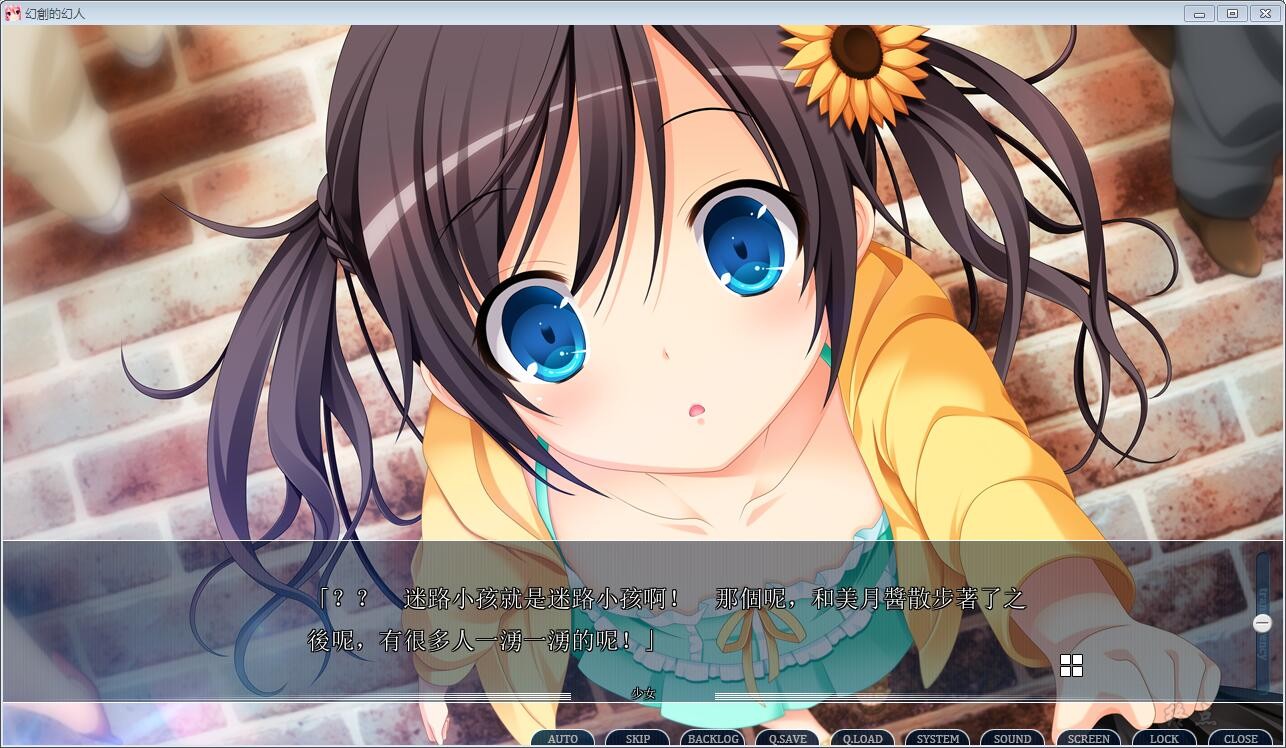 幻創的幻人
「？？　迷路小孩就是迷路小孩啊！　那個呢，和美月醬散步著了之
後呢，有很多人一湧一湧的呢！」
少女
AUTO SKIP BACKLOG Q.SAVE Q.LOAD SYSTEM SOUND SCREEN LOCK CLOSE